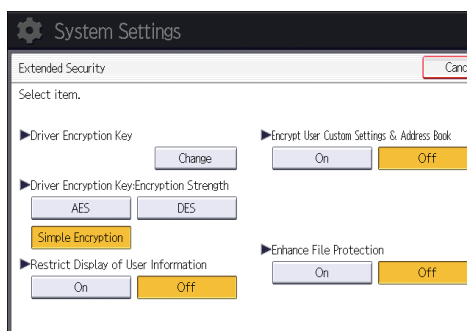 System Settings
Extended Security
Select item.
▶Driver Encryption Key
Change
▶Driver Encryption Key:Encryption Strength
AES DES
Simple Encryption
▶Restrict Display of User Information
On Off
Canc
▶Encrypt User Custom Settings & Address Book
On Off
▶Enhance File Protection
On Off